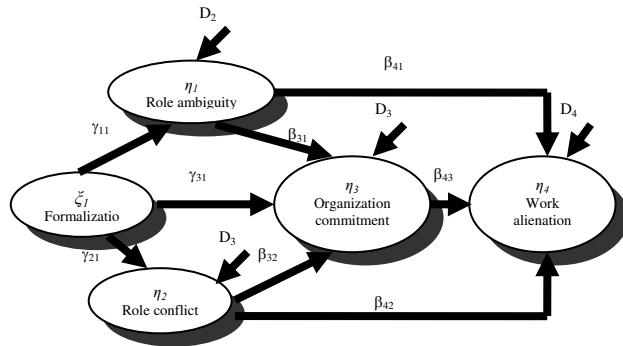 D₂
η₁
Role ambiguity
β₄₁
D₃
D₄
γ₁₁
β₃₁
ξ₁
Formalizatio
γ₃₁
η₃
Organization
commitment
β₄₃
η₄
Work
alienation
γ₂₁
D₃
β₃₂
η₂
Role conflict
β₄₂